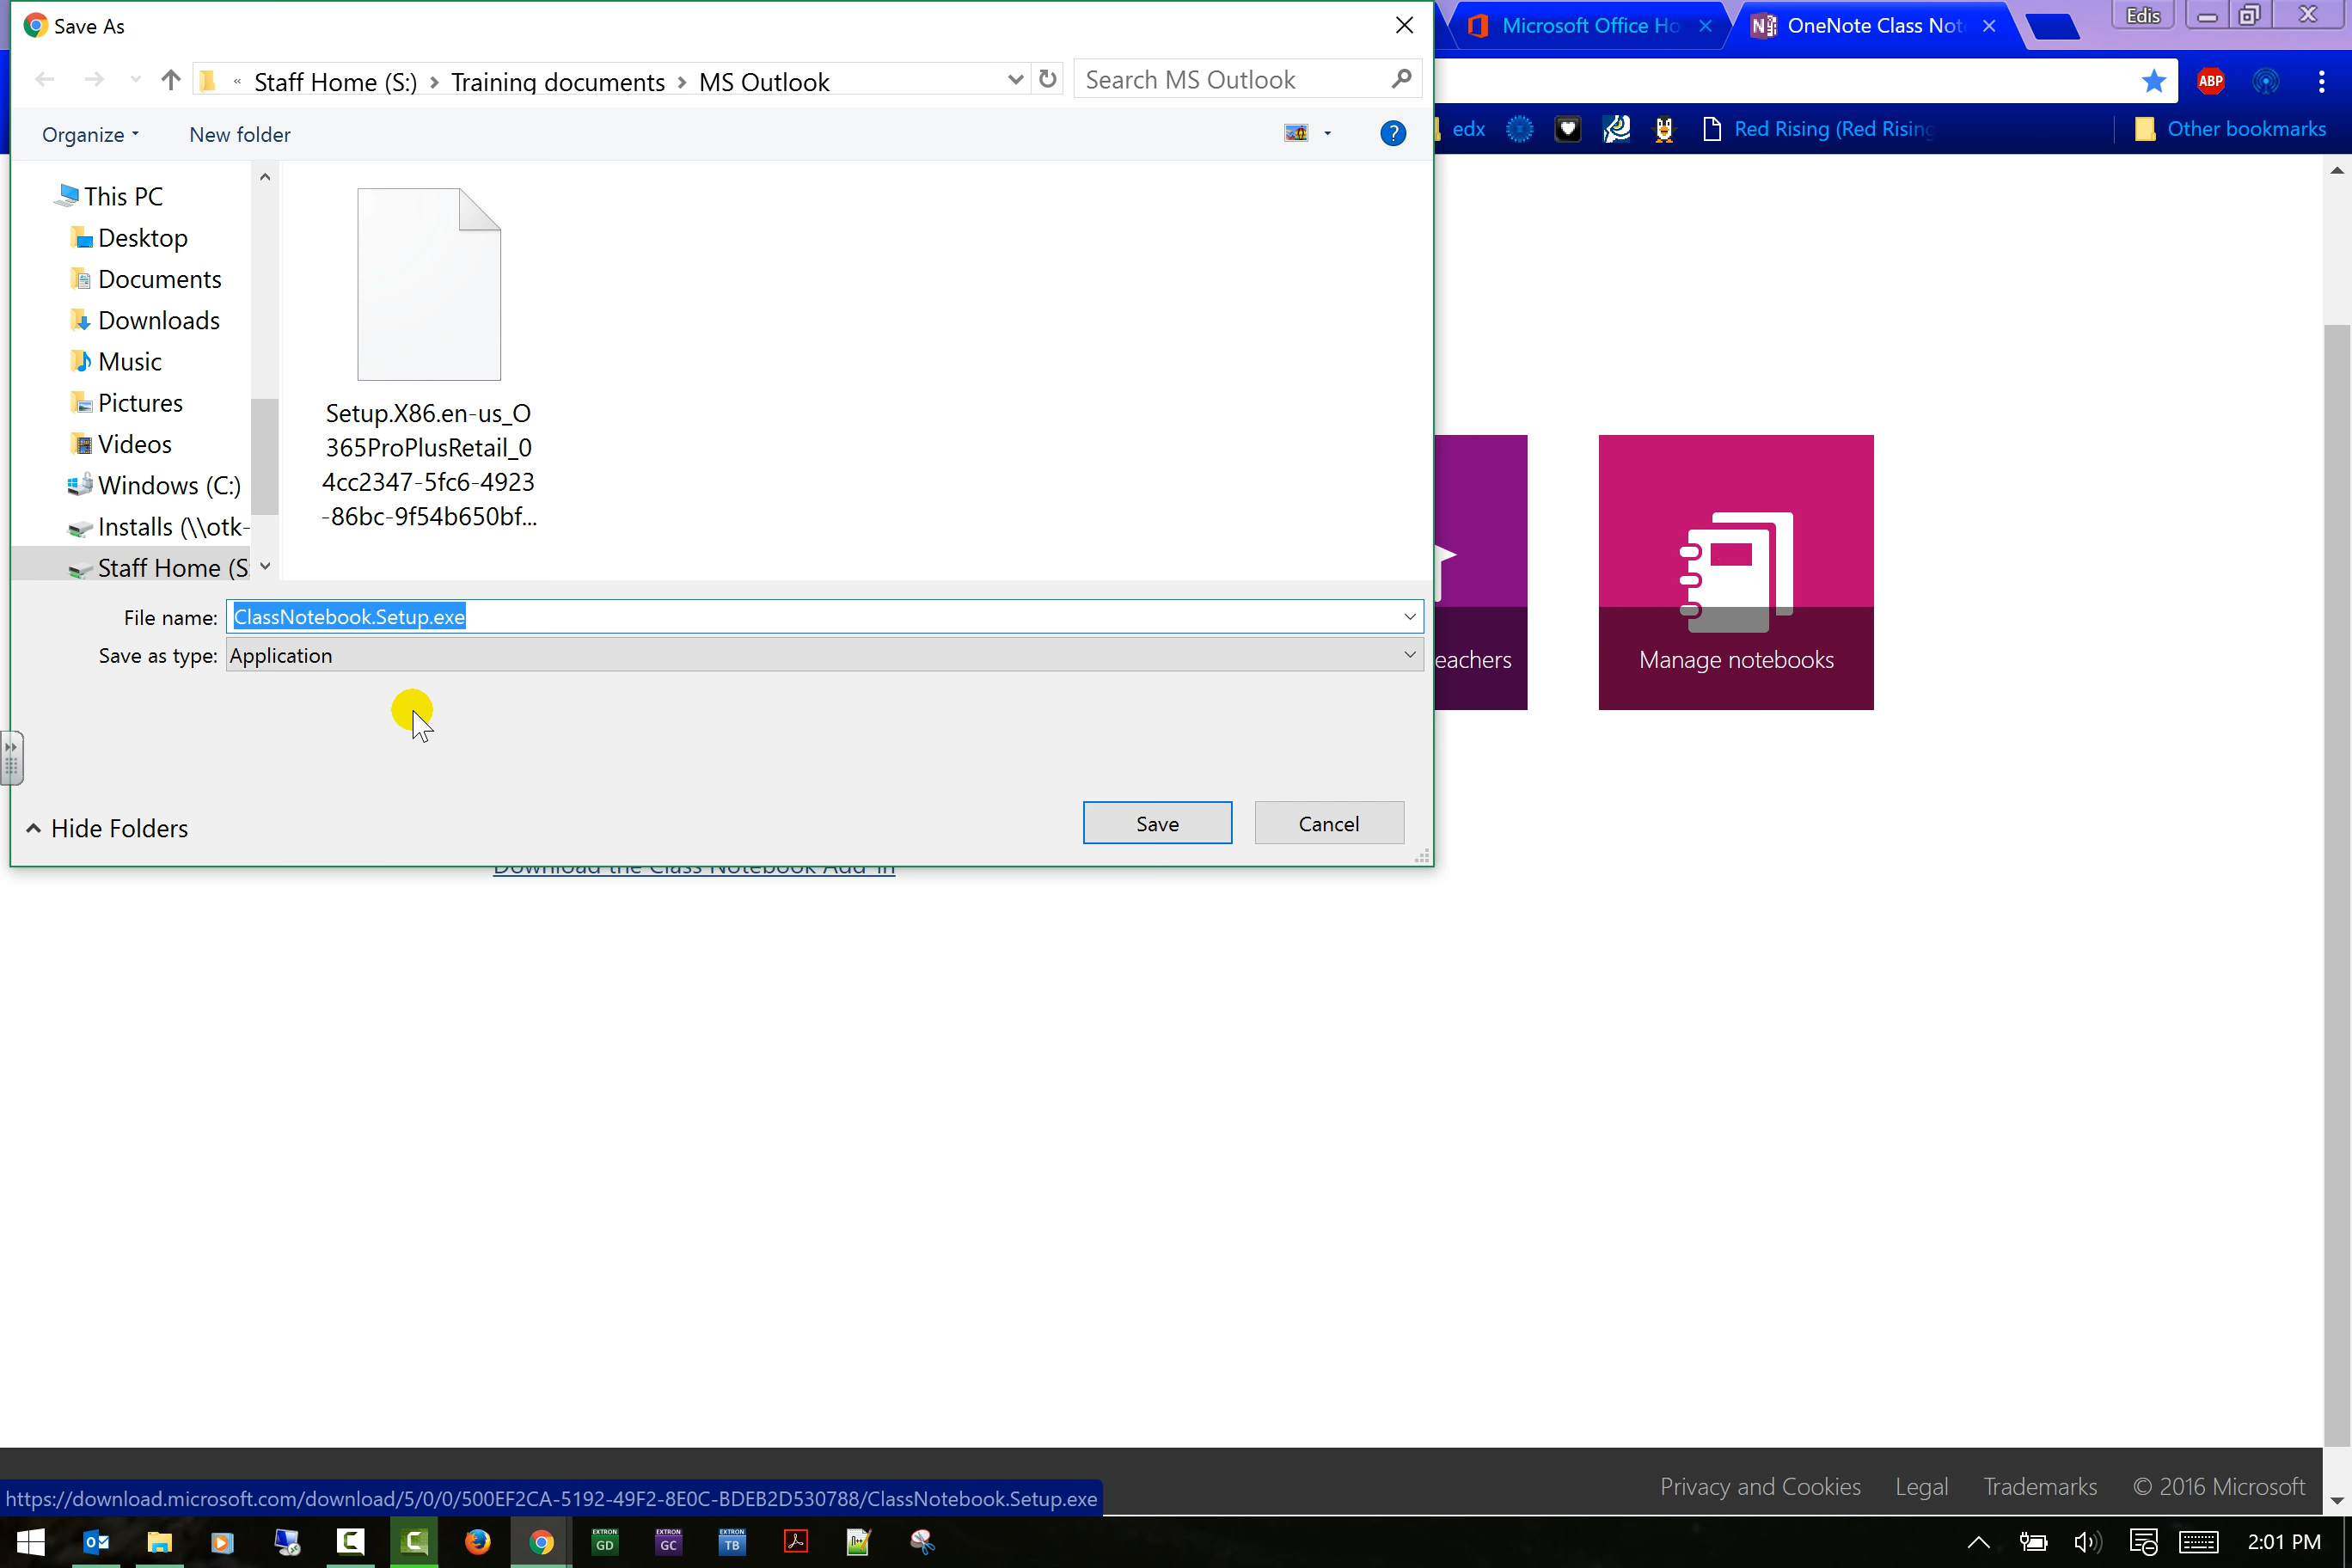 Save As
Microsoft Office Ho
OneNote Class Not
Edis
« Staff Home (S:) > Training documents > MS Outlook
Search MS Outlook
ABP
Organize
New folder
?
edx
Red Rising (Red Rising
Other bookmarks
This PC
Desktop
Documents
Downloads
Music
Pictures
Videos
Windows (C:)
Installs (\\otk-
Staff Home (S:
Setup.X86.en-us_O
365ProPlusRetail_0
4cc2347-5fc6-4923
-86bc-9f54b650bf...
File name: ClassNotebook.Setup.exe
Save as type: Application
eachers
Manage notebooks
Hide Folders
Save
Cancel
Download the Class Notebook Add-in
Privacy and Cookies
Legal
Trademarks
© 2016 Microsoft
https://download.microsoft.com/download/5/0/0/500EF2CA-5192-49F2-8E0C-BDEB2D530788/ClassNotebook.Setup.exe
EXTRON
GD
EXTRON
GC
EXTRON
TB
2:01 PM